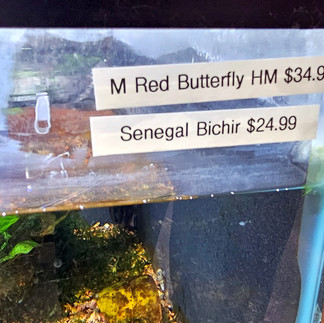 M Red Butterfly HM $34.9
Senegal Bichir $24.99